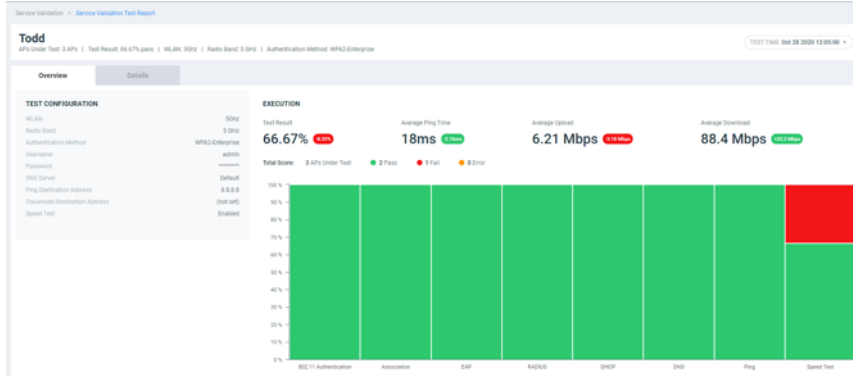 Service Validation > Service Validation Test Report
Todd
APs Under Test: 3 APs | Test Result: 66.67% pass | WLAN: 5Ghz | Radio Band: 5 GHz | Authentication Method: WPA2-Enterprise
TEST TIME Oct 28 2020 12:05:00
Overview
Details
TEST CONFIGURATION
WLAN 5Ghz
Radio Band 5 GHz
Authentication Method WPA2-Enterprise
Username admin
Password ********
DNS Server Default
Ping Destination Address 8.8.8.8
Traceroute Destination Address (not set)
Speed Test Enabled
EXECUTION
Test Result Average Ping Time Average Upload Average Download
66.67% 18ms 6.21 Mbps 88.4 Mbps
Total Score: 3 APs Under Test 2 Pass 1 Fail 0 Error
100 %
90 %
80 %
70 %
60 %
50 %
40 %
30 %
20 %
10 %
0 %
802.11 Authentication Association EAP RADIUS DHCP DNS Ping Speed Test